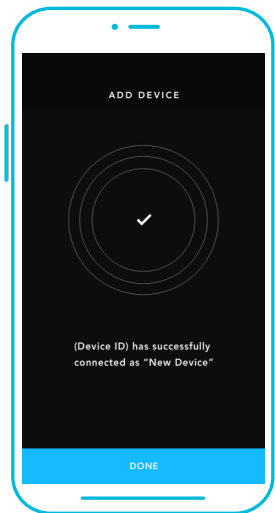 ADD DEVICE
(Device ID) has successfully
connected as “New Device”
DONE